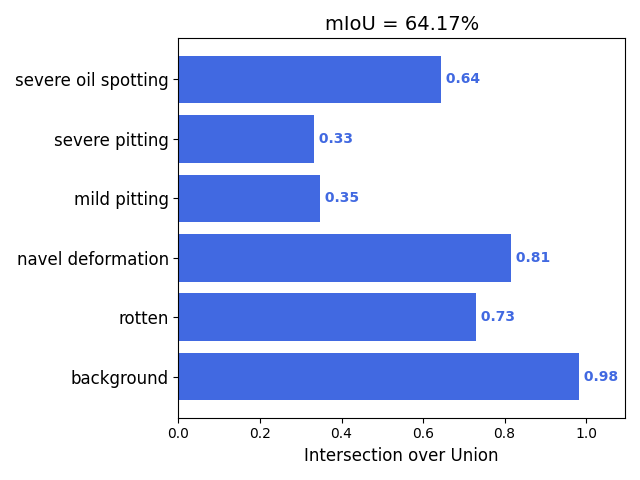 mIoU = 64.17%
severe oil spotting 0.64
severe pitting 0.33
mild pitting 0.35
navel deformation 0.81
rotten 0.73
background 0.98
0.0 0.2 0.4 0.6 0.8 1.0
Intersection over Union